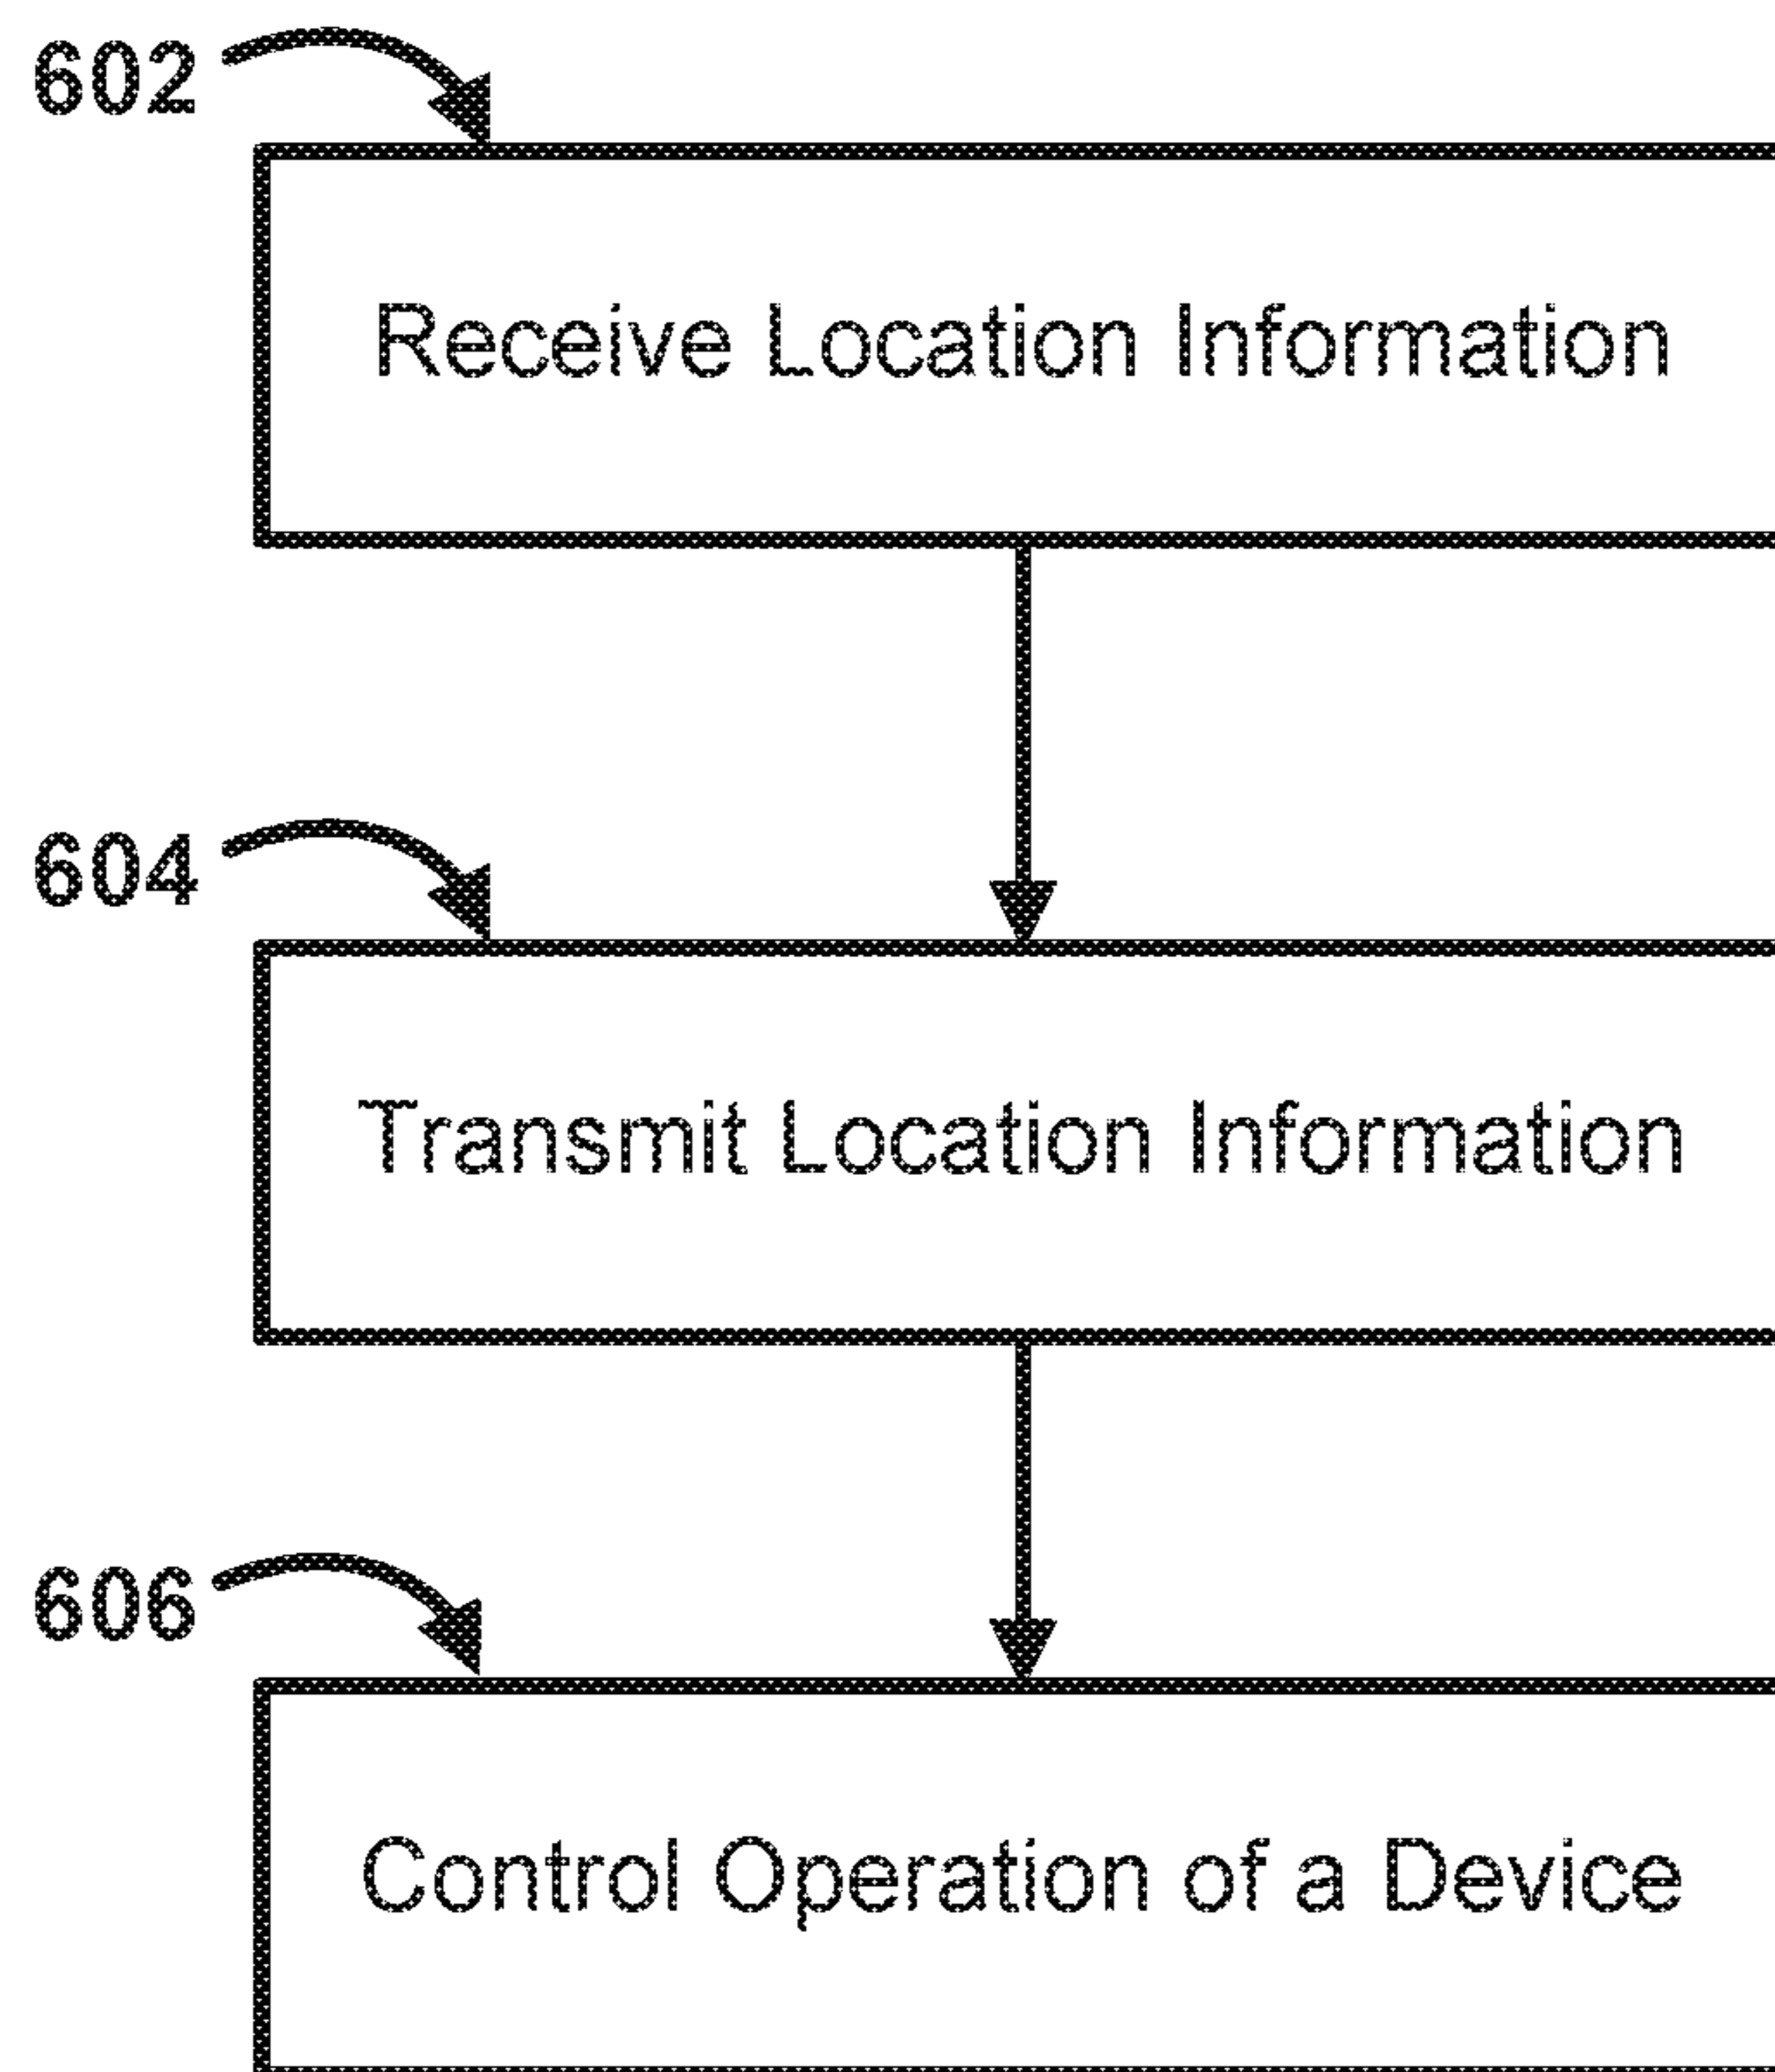 602
Receive Location Information
604
Transmit Location Information
606
Control Operation of a Device